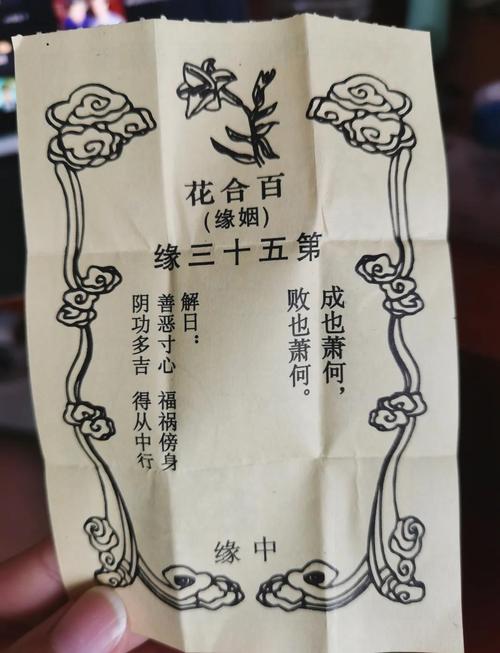 百合花
(姻缘)
第五十三缘
成也萧何，
败也萧何。
解日：
善恶寸心 福祸傍身
阴功多吉 得从中行
中缘